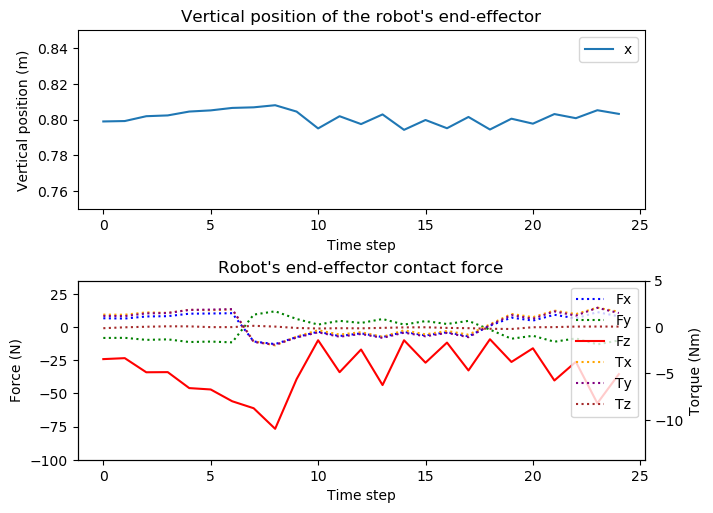 Vertical position of the robot's end-effector
0.84
0.82
0.80
0.78
0.76
Vertical position (m)
x
0 5 10 15 20 25
Time step
Robot's end-effector contact force
25
0
−25
−50
−75
−100
Force (N)
Fx
Fy
Fz
Tx
Ty
Tz
5
0
−5
−10
Torque (Nm)
0 5 10 15 20 25
Time step